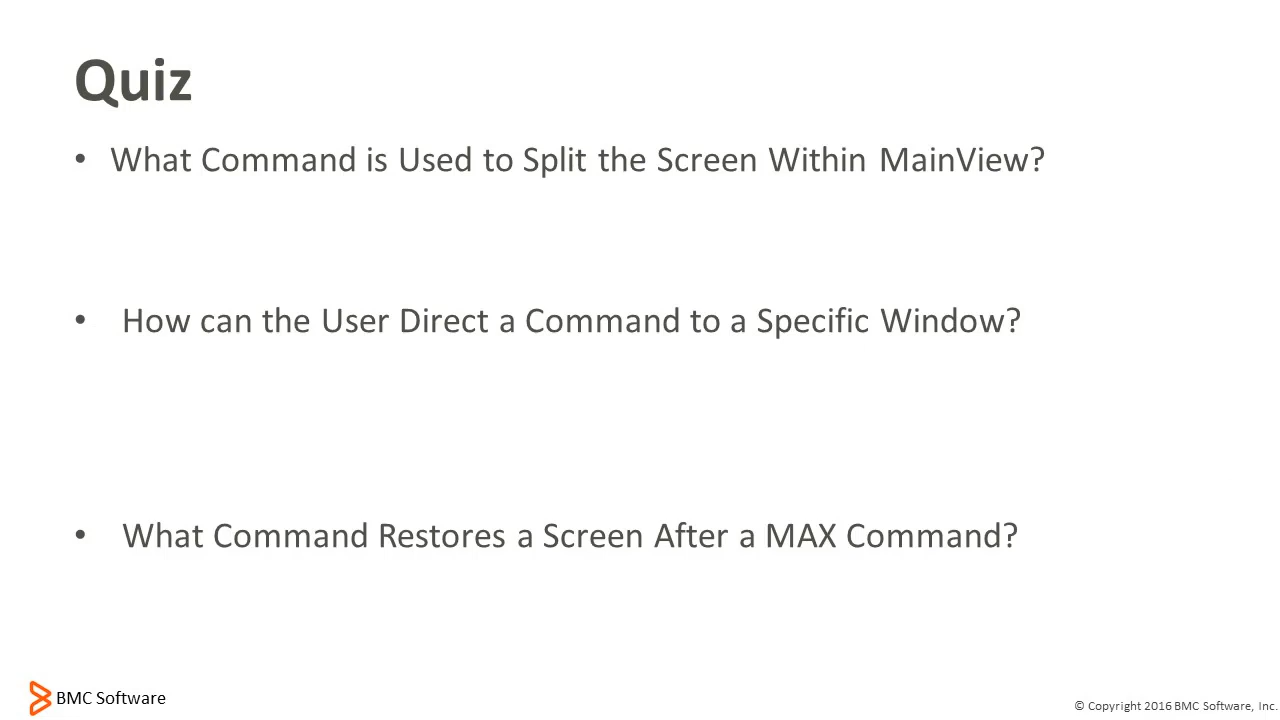 Quiz
• What Command is Used to Split the Screen Within MainView?
• How can the User Direct a Command to a Specific Window?
• What Command Restores a Screen After a MAX Command?
BMC Software
© Copyright 2016 BMC Software, Inc.